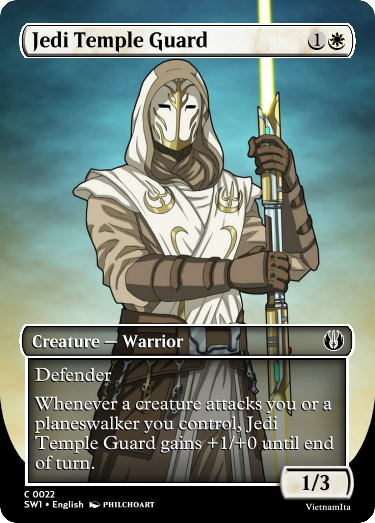 Jedi Temple Guard 1
Creature — Warrior
Defender
Whenever a creature attacks you or a
planeswalker you control, Jedi
Temple Guard gains +1/+0 until end
of turn.
1/3
C 0022
SW1 • English PHILCHOART
VietnamIta